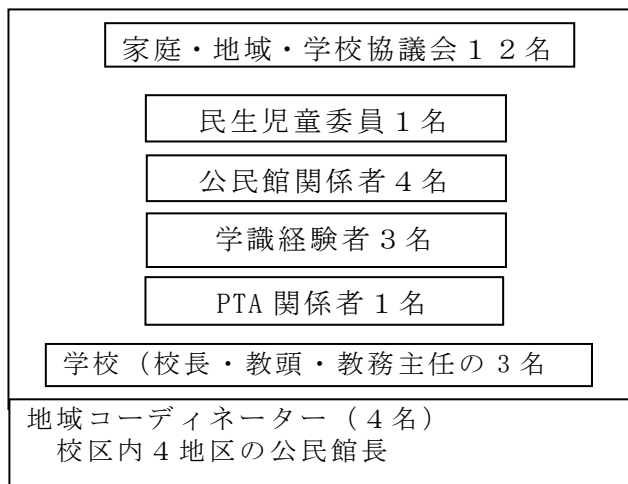 家庭・地域・学校協議会１２名
民生児童委員１名
公民館関係者４名
学識経験者３名
PTA 関係者１名
学校（校長・教頭・教務主任の３名
地域コーディネーター（４名）
校区内４地区の公民館長